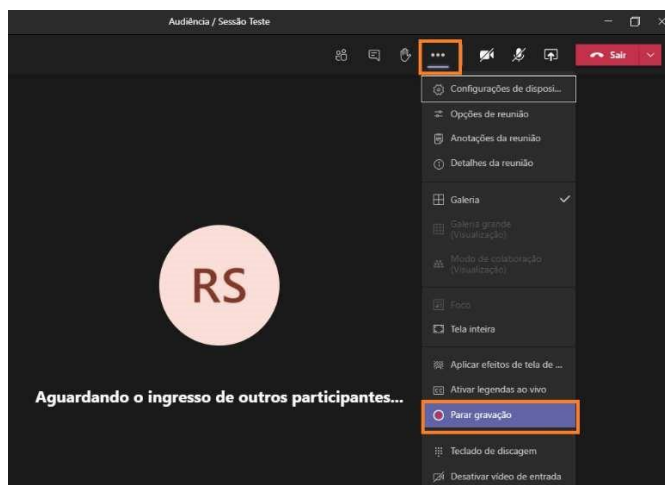 Audiência / Sessão Teste
Sair
Configurações de disposi...
Opções de reunião
Anotações da reunião
Detalhes da reunião
Galeria
Galeria grande
(Visualização)
Modo de colaboração
(Visualização)
Foco
Tela inteira
RS
Aplicar efeitos de tela de ...
Ativar legendas ao vivo
Aguardando o ingresso de outros participantes...
Parar gravação
Teclado de discagem
Desativar vídeo de entrada